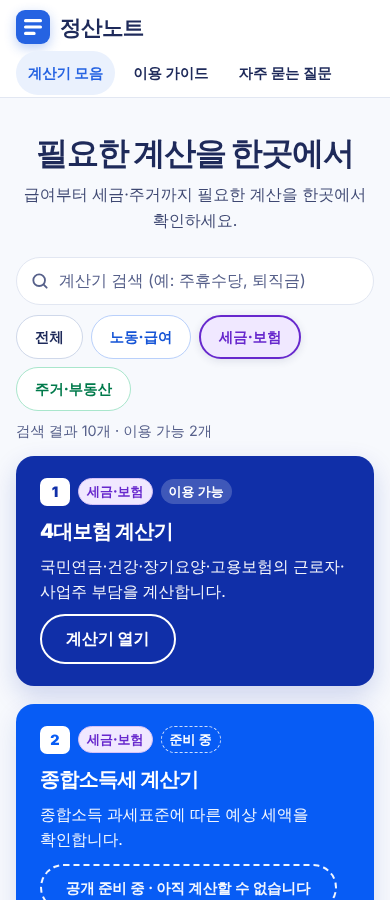 정산노트
계산기 모음 이용 가이드 자주 묻는 질문
필요한 계산을 한곳에서
급여부터 세금·주거까지 필요한 계산을 한곳에서
확인하세요.
계산기 검색 (예: 주휴수당, 퇴직금)
전체 노동·급여 세금·보험
주거·부동산
검색 결과 10개 · 이용 가능 2개
1 세금·보험 이용 가능
4대보험 계산기
국민연금·건강·장기요양·고용보험의 근로자·
사업주 부담을 계산합니다.
계산기 열기
2 세금·보험 준비 중
종합소득세 계산기
종합소득 과세표준에 따른 예상 세액을
확인합니다.
공개 준비 중 · 아직 계산할 수 없습니다